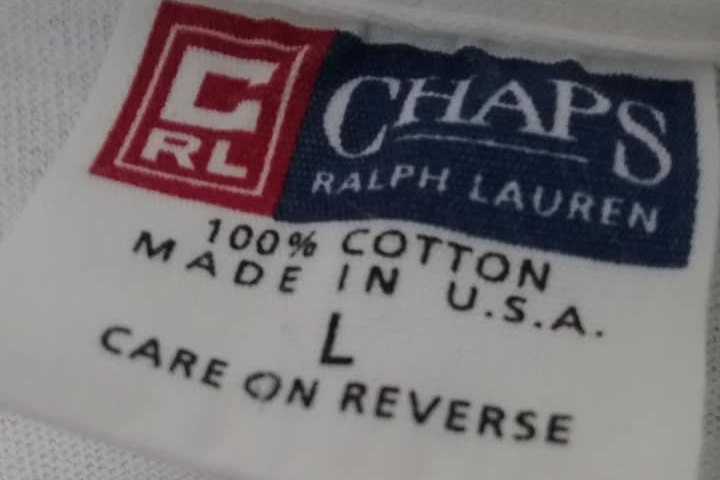 C
RL
CHAPS
RALPH LAUREN
100% COTTON
MADE IN U.S.A.
L
CARE ON REVERSE